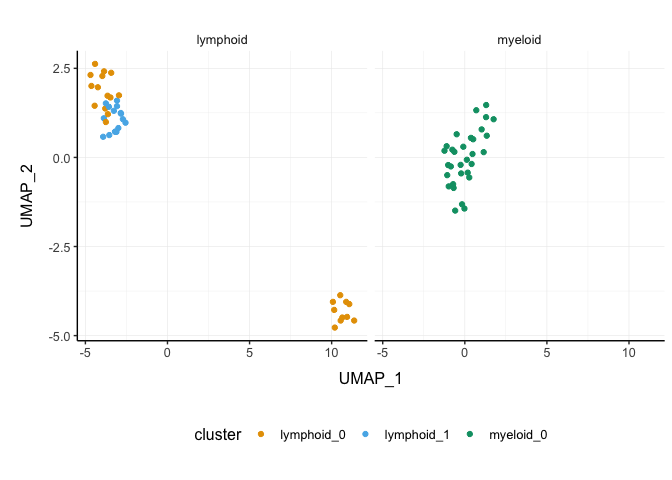 lymphoid myeloid
2.5
0.0
-2.5
-5.0
UMAP_2
-5 0 5 10 -5 0 5 10
UMAP_1
cluster lymphoid_0 lymphoid_1 myeloid_0